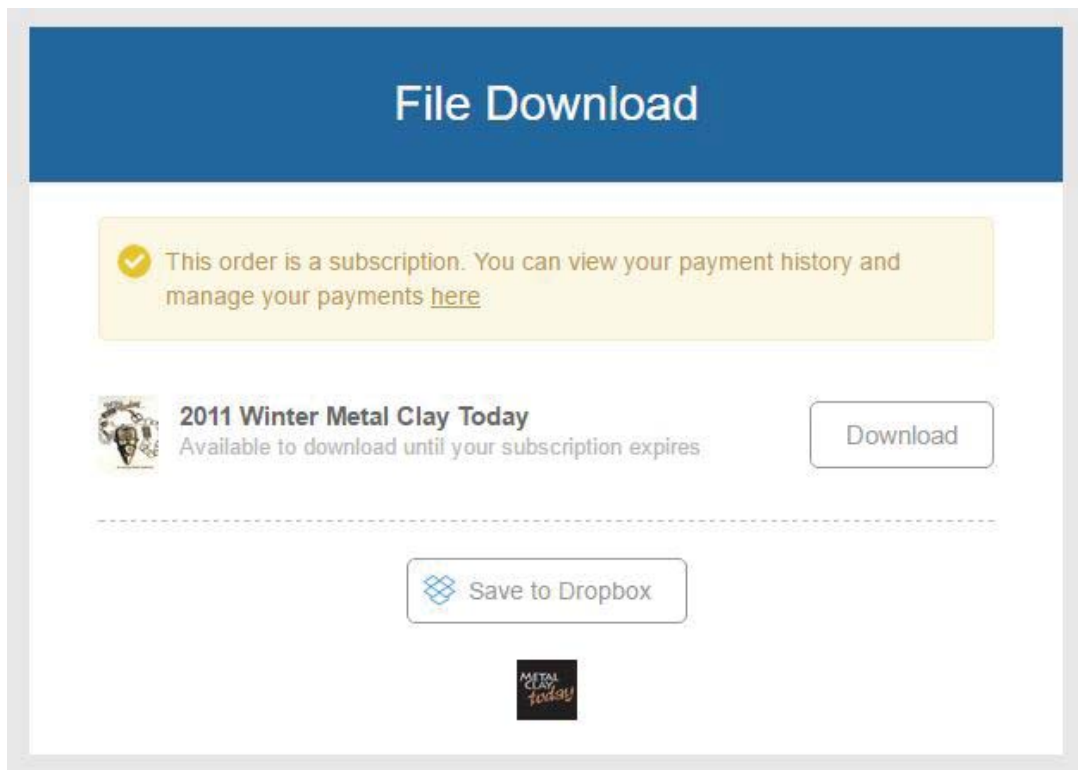 File Download
This order is a subscription. You can view your payment history and
manage your payments here
2011 Winter Metal Clay Today
Available to download until your subscription expires
Download
Save to Dropbox
METAL
CLAY
today